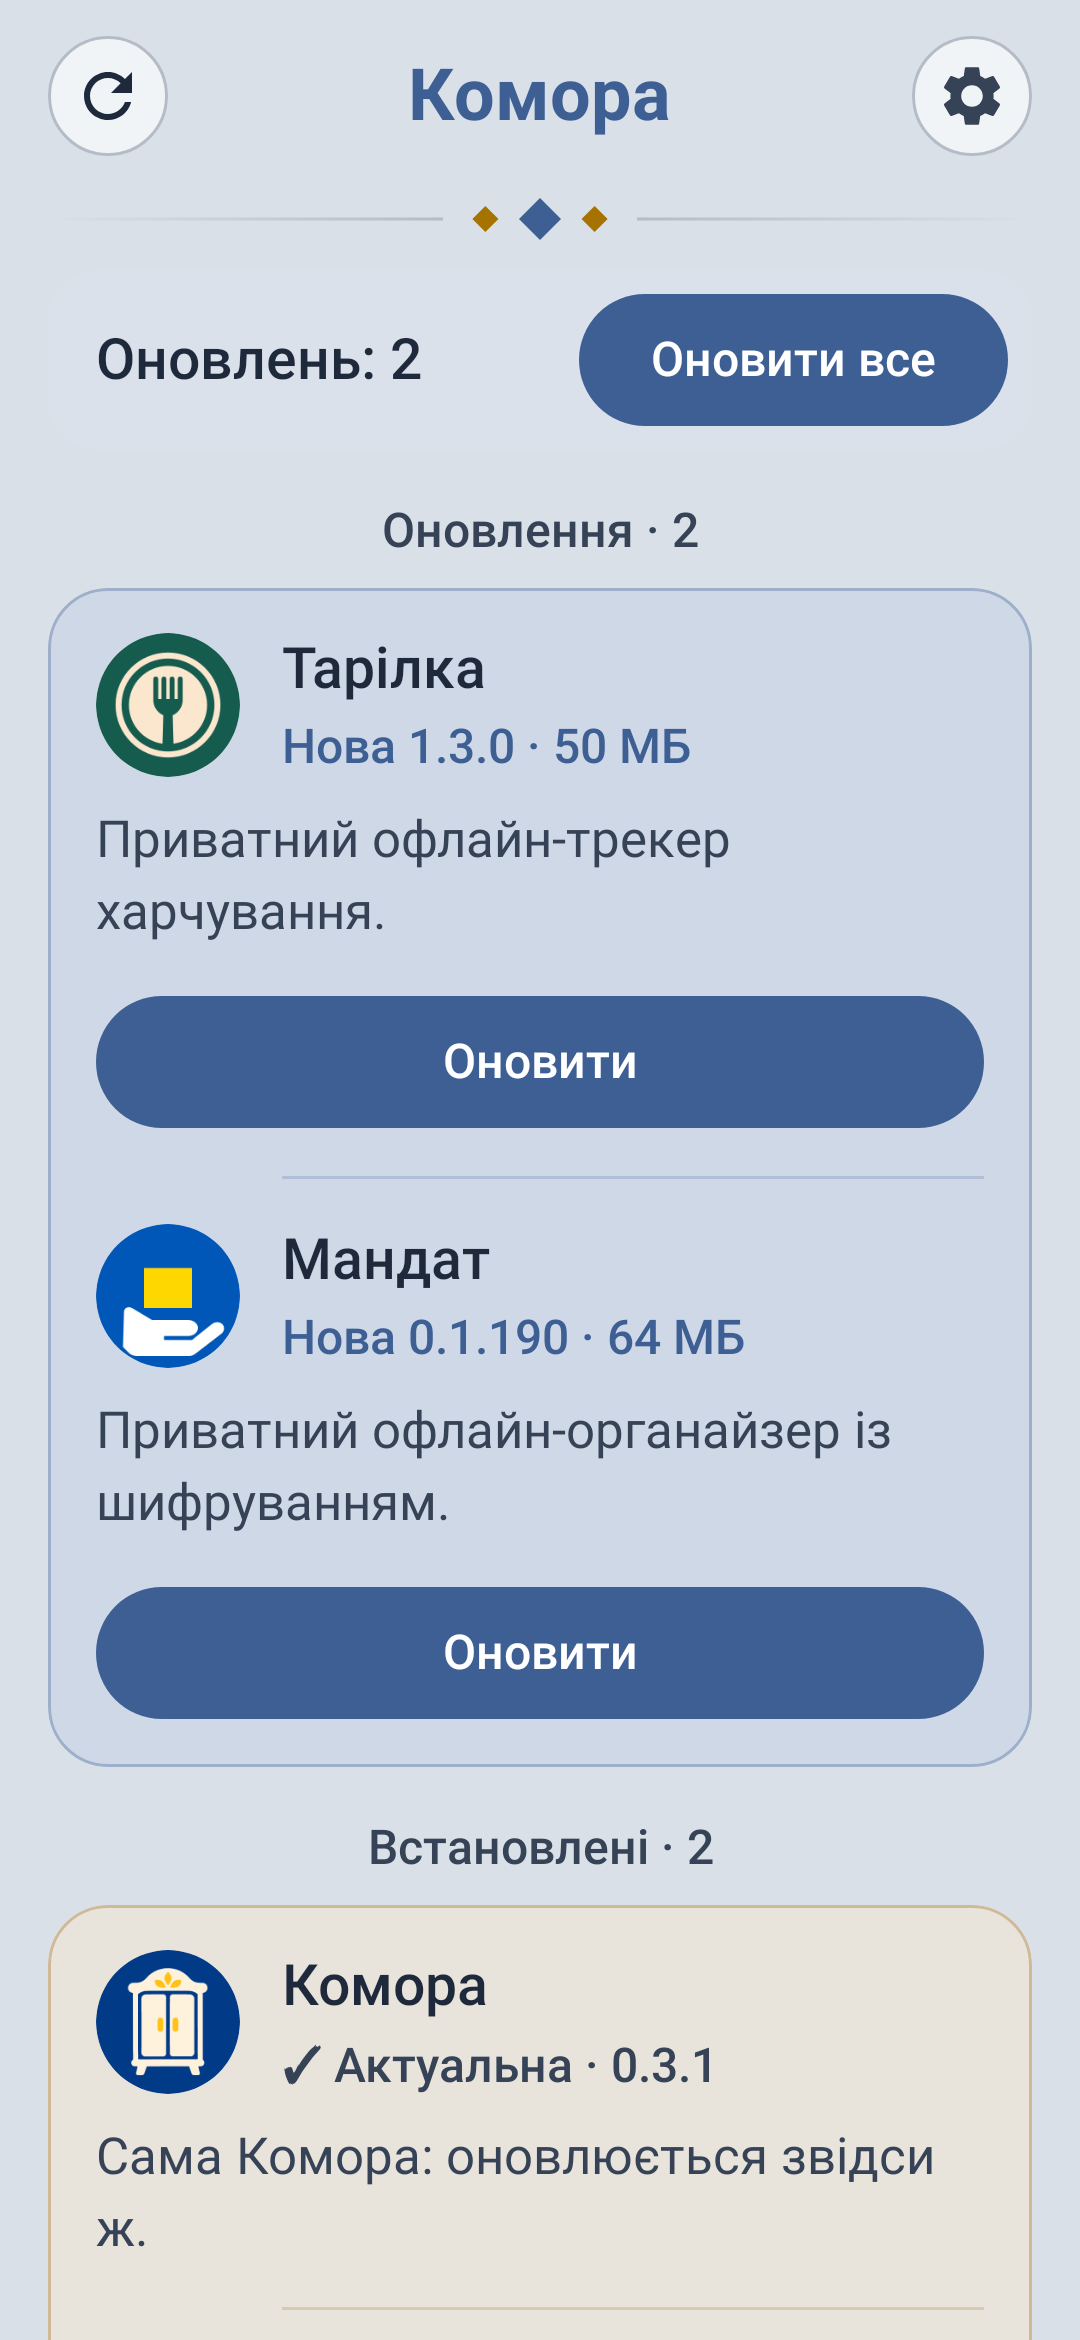 Комора
Оновлень: 2
Оновити все
Оновлення · 2
Тарілка
Нова 1.3.0 · 50 МБ
Приватний офлайн-трекер
харчування.
Оновити
Мандат
Нова 0.1.190 · 64 МБ
Приватний офлайн-органайзер із
шифруванням.
Оновити
Встановлені · 2
Комора
✓ Актуальна · 0.3.1
Сама Комора: оновлюється звідси
ж.